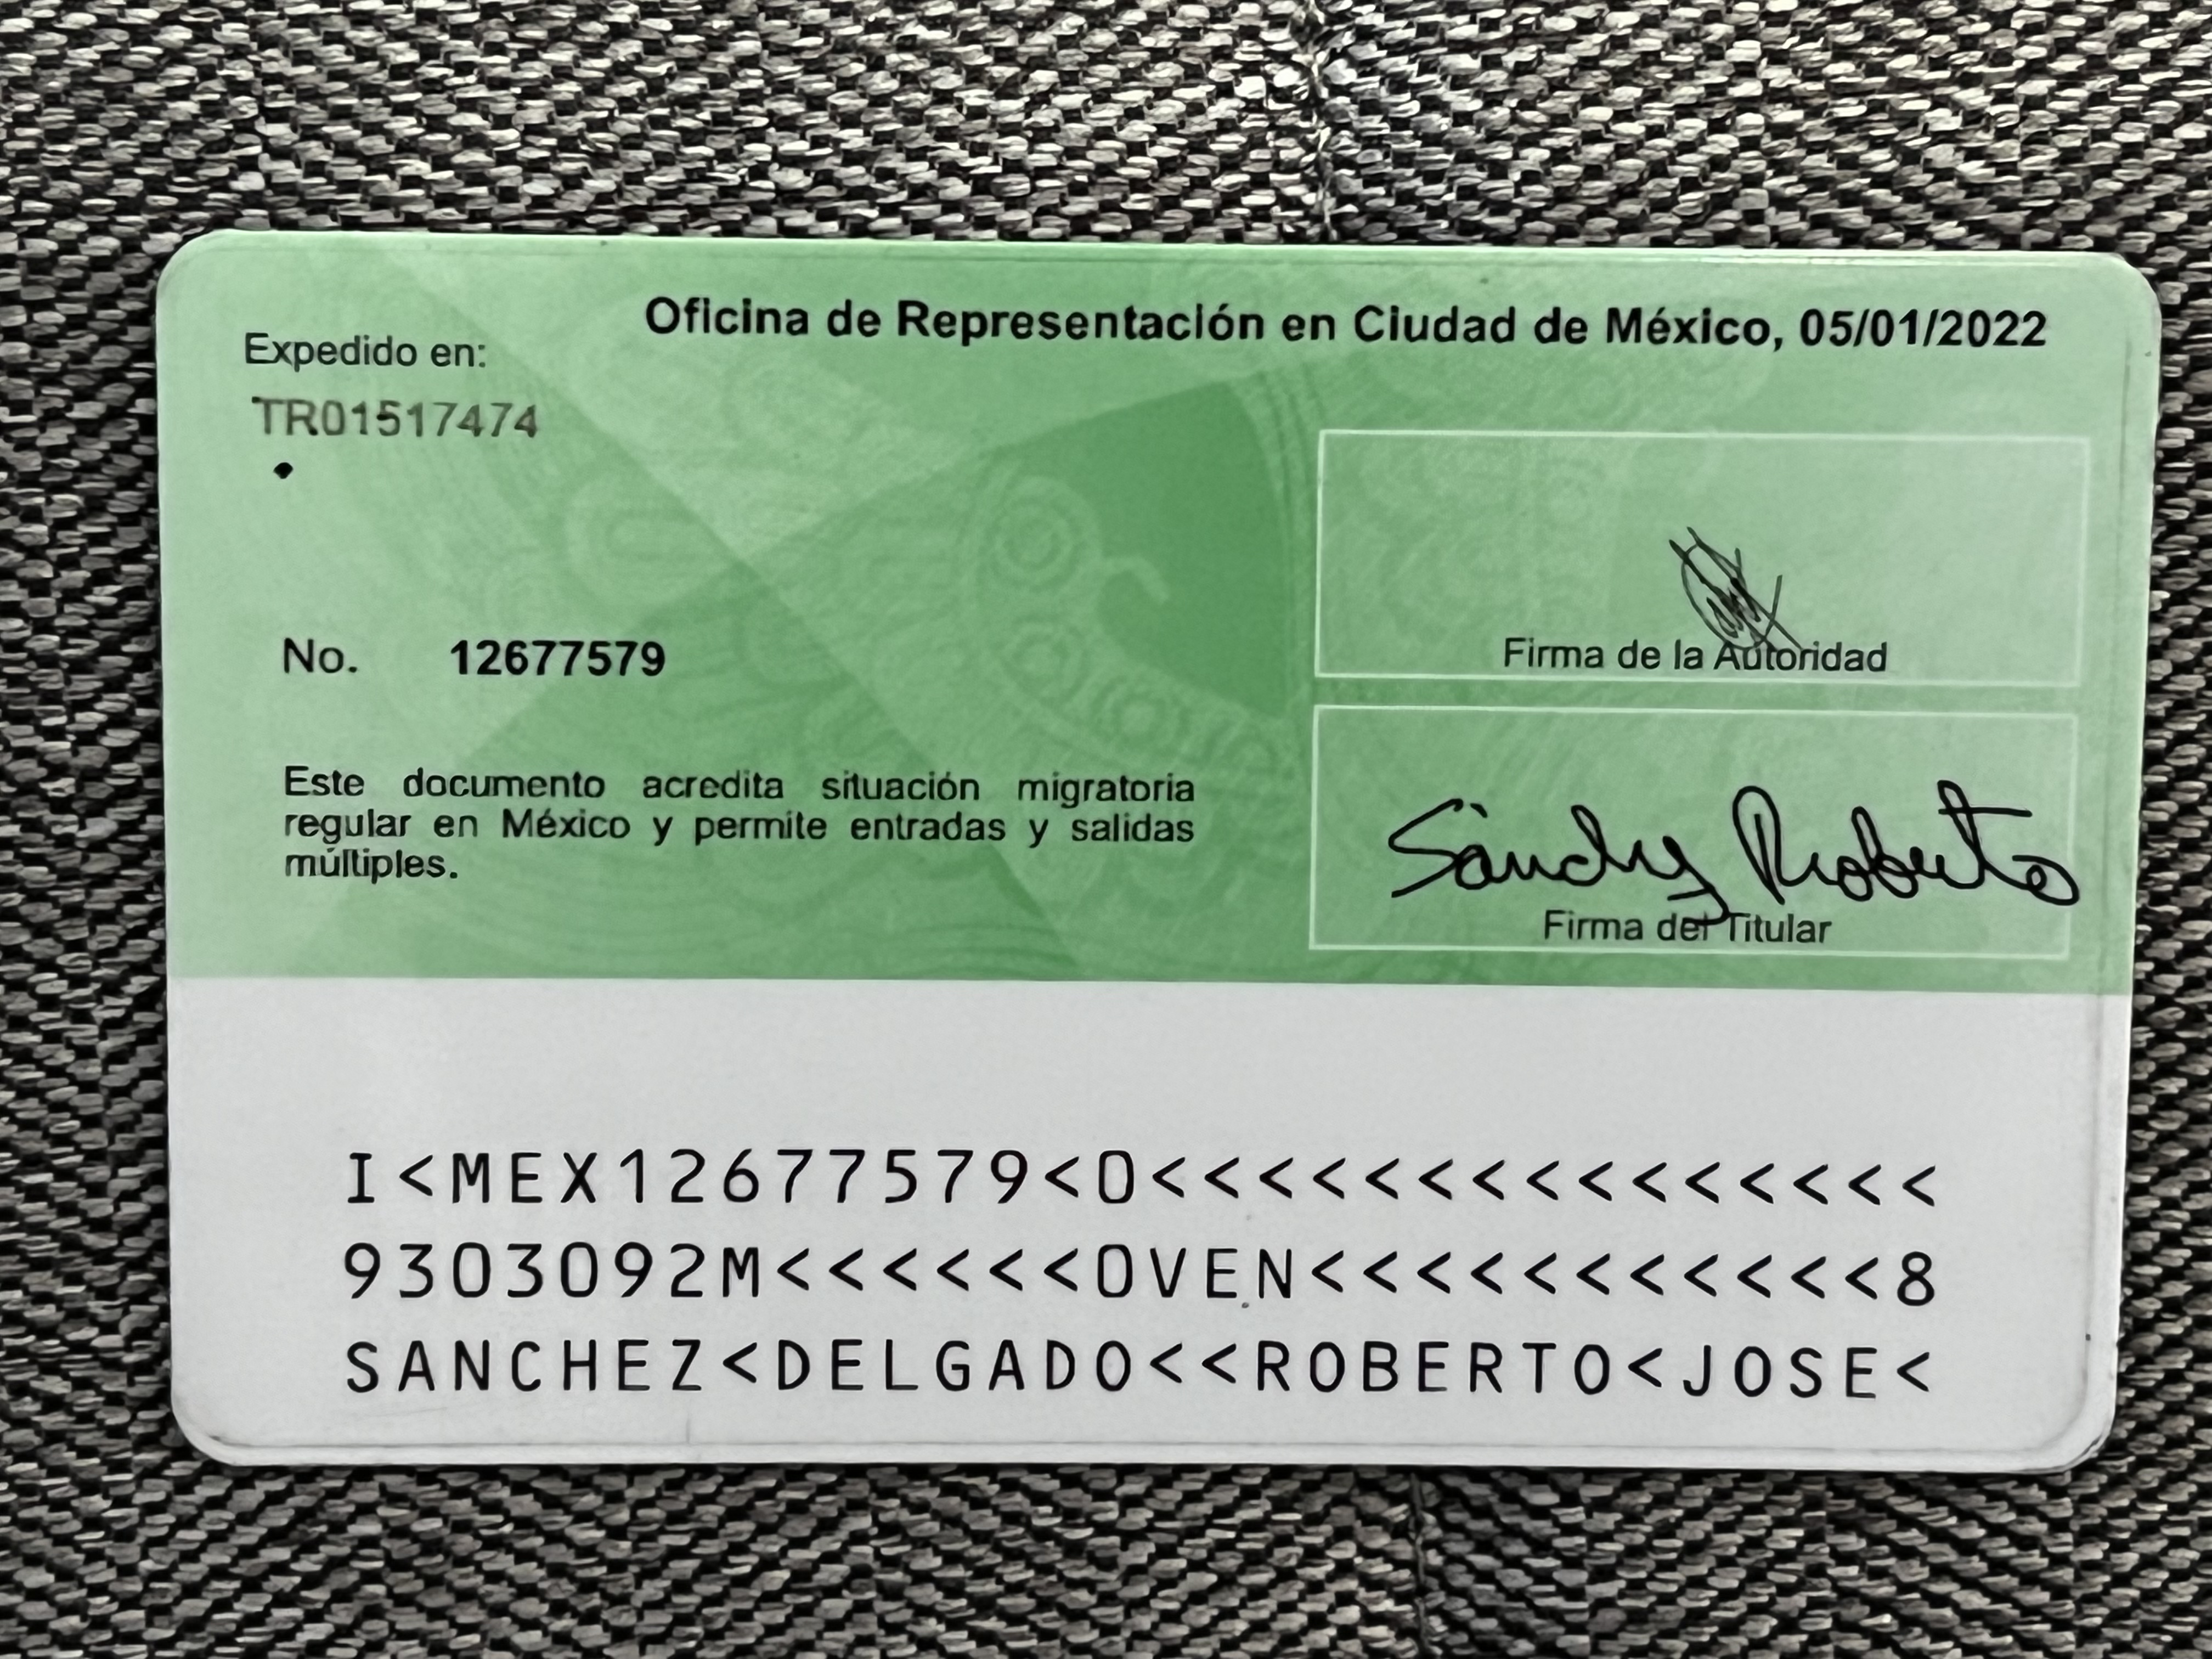 Oficina de Representación en Ciudad de México, 05/01/2022
Expedido en:
TR01517474
No. 12677579
Firma de la Autoridad
Este documento acredita situación migratoria
regular en México y permite entradas y salidas
múltiples.
Sánchez Roberto
Firma del Titular
I<MEX12677579<0<<<<<<<<<<<<<<<
9303092M<<<<<<0VEN<<<<<<<<<<<8
SANCHEZ<DELGADO<<ROBERTO<JOSE<